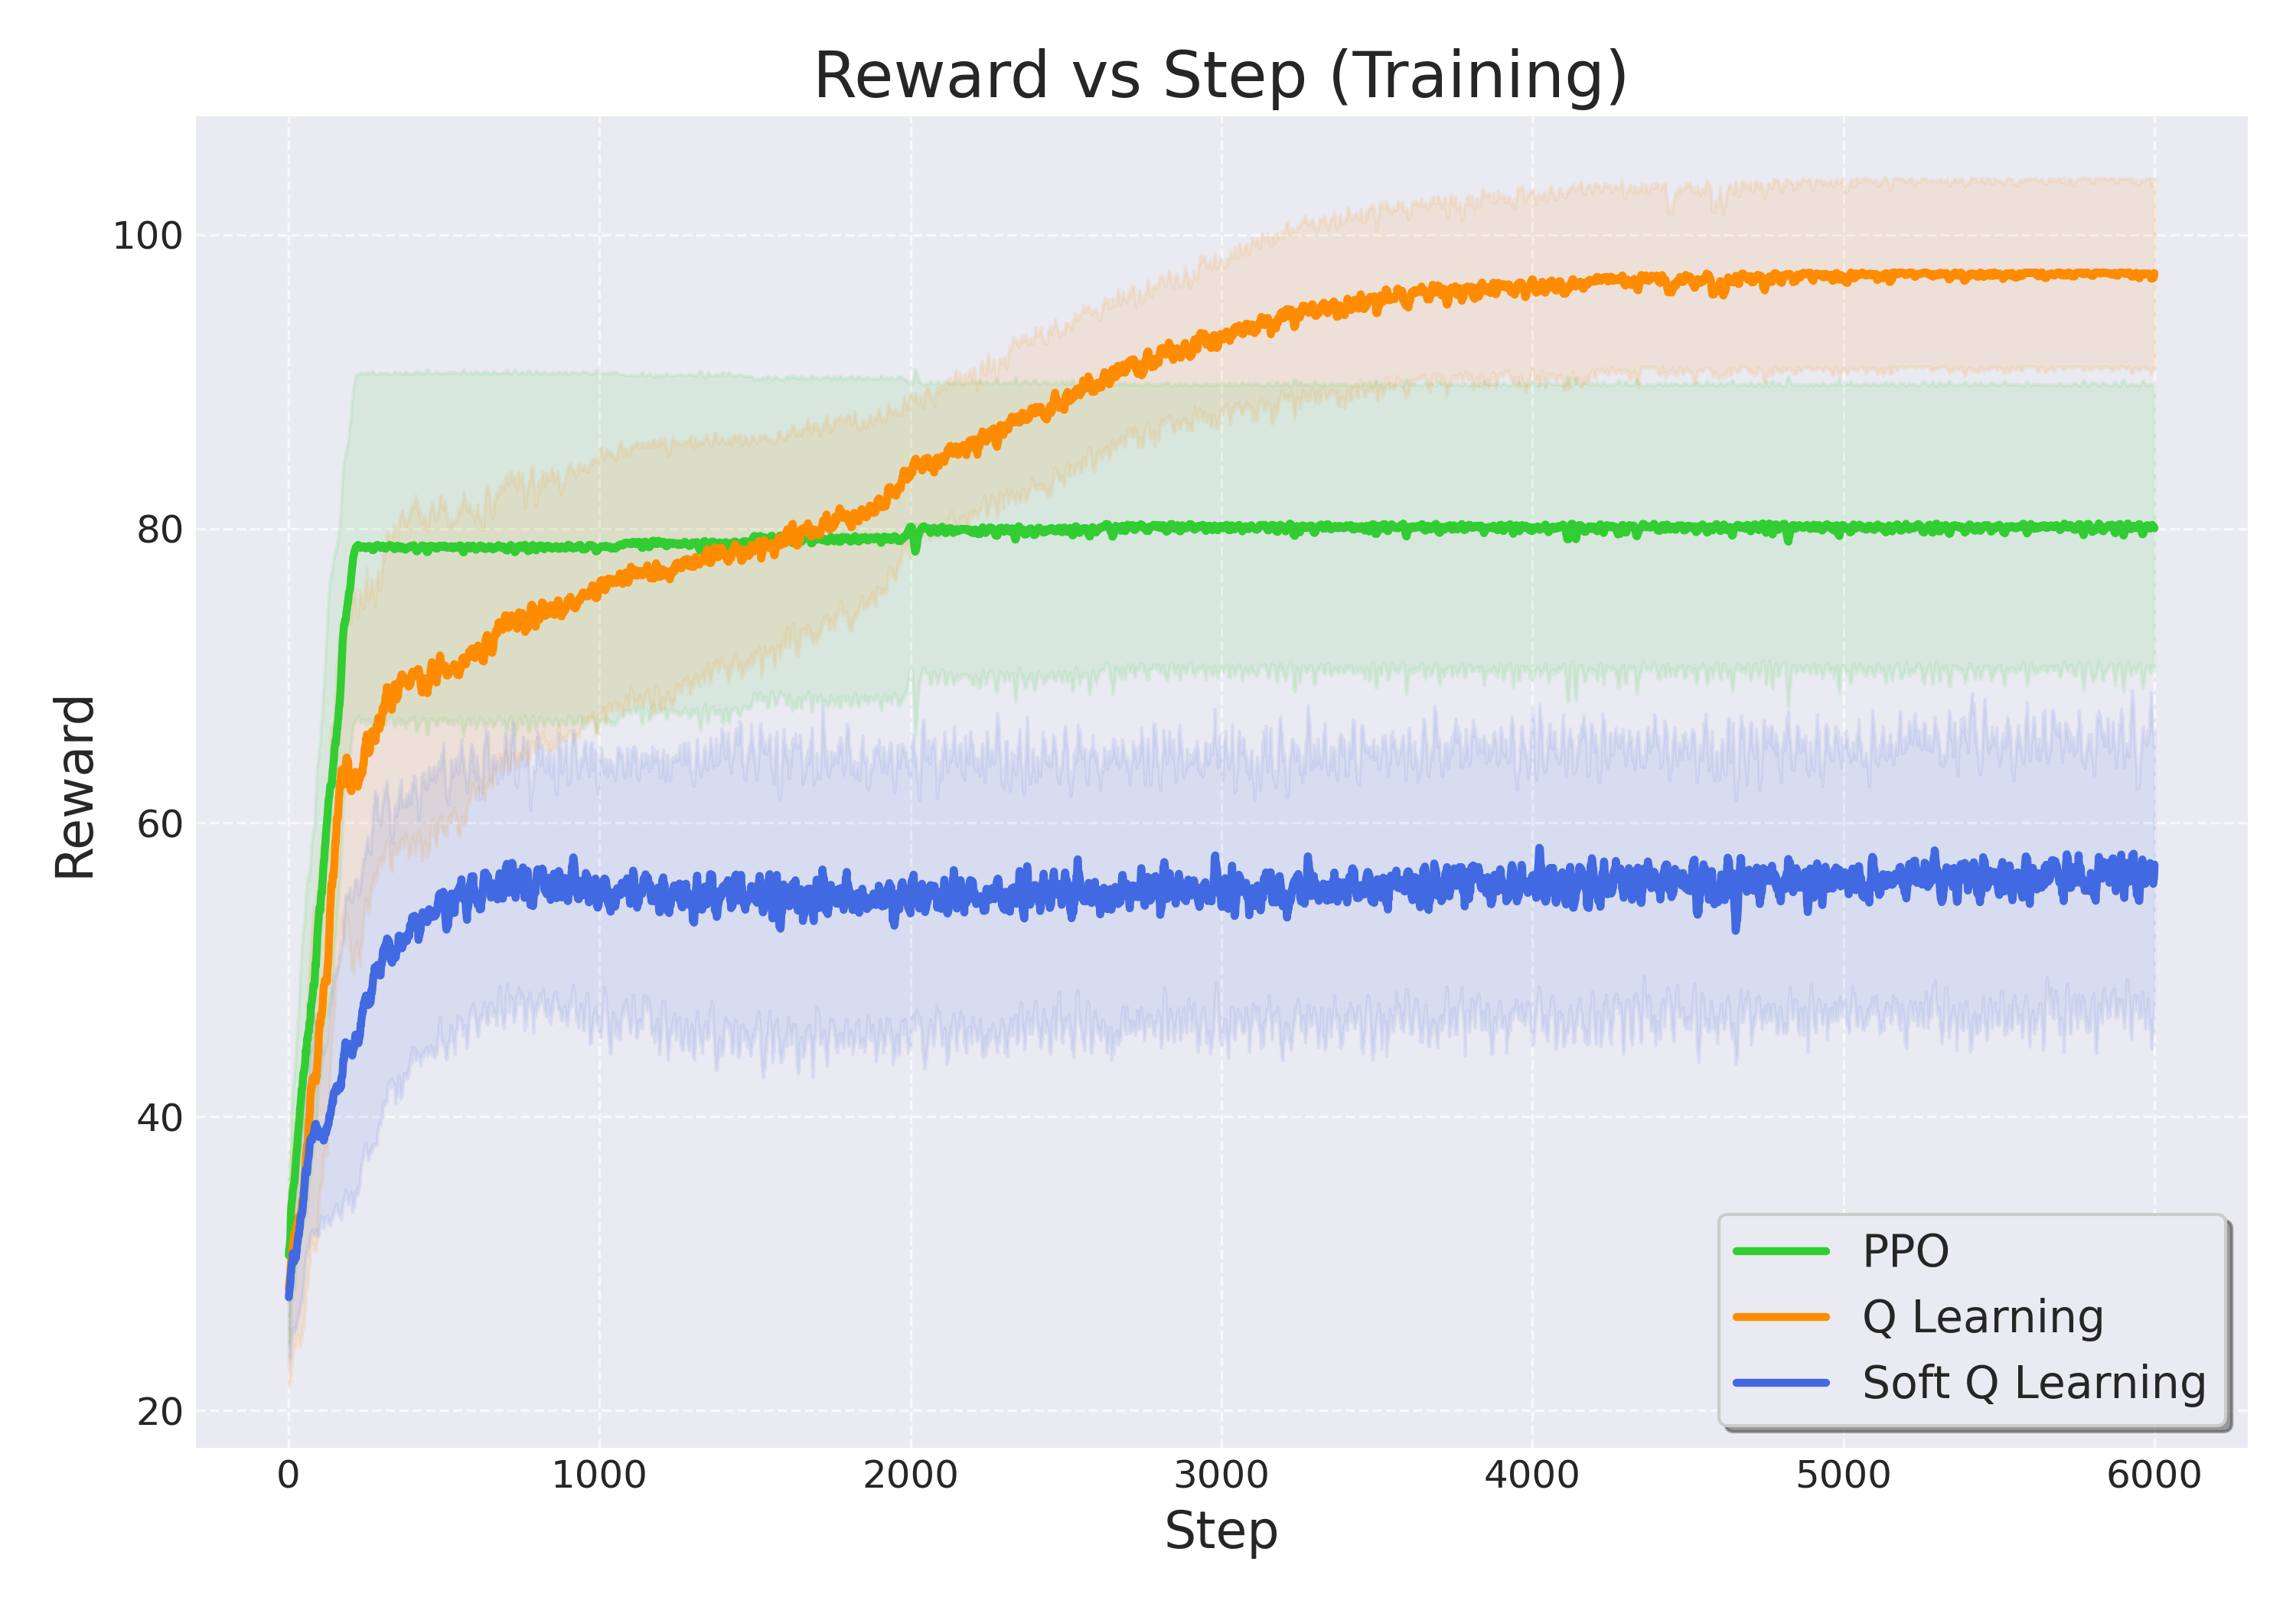 Reward vs Step (Training)
Reward
100
80
60
40
20
0 1000 2000 3000 4000 5000 6000
Step
PPO
Q Learning
Soft Q Learning